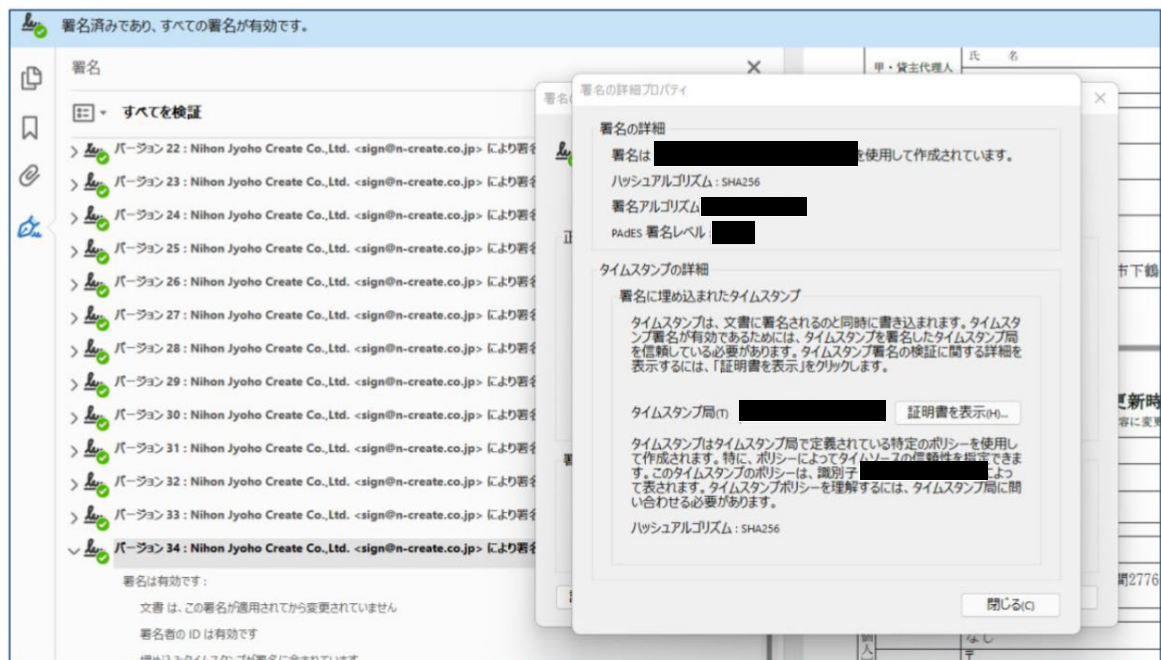 署名済みであり、すべての署名が有効です。
署名
すべてを検証
バージョン 22 : Nihon Jyoho Create Co.,Ltd. <sign@n-create.co.jp> により署名
バージョン 23 : Nihon Jyoho Create Co.,Ltd. <sign@n-create.co.jp> により署名
バージョン 24 : Nihon Jyoho Create Co.,Ltd. <sign@n-create.co.jp> により署名
バージョン 25 : Nihon Jyoho Create Co.,Ltd. <sign@n-create.co.jp> により署名
バージョン 26 : Nihon Jyoho Create Co.,Ltd. <sign@n-create.co.jp> により署名
バージョン 27 : Nihon Jyoho Create Co.,Ltd. <sign@n-create.co.jp> により署名
バージョン 28 : Nihon Jyoho Create Co.,Ltd. <sign@n-create.co.jp> により署名
バージョン 29 : Nihon Jyoho Create Co.,Ltd. <sign@n-create.co.jp> により署名
バージョン 30 : Nihon Jyoho Create Co.,Ltd. <sign@n-create.co.jp> により署名
バージョン 31 : Nihon Jyoho Create Co.,Ltd. <sign@n-create.co.jp> により署名
バージョン 32 : Nihon Jyoho Create Co.,Ltd. <sign@n-create.co.jp> により署名
バージョン 33 : Nihon Jyoho Create Co.,Ltd. <sign@n-create.co.jp> により署名
バージョン 34 : Nihon Jyoho Create Co.,Ltd. <sign@n-create.co.jp> により署名
署名は有効です :
文書 は、この署名が適用されてから変更されていません
署名者の ID は有効です
埋め込みタイムスタンプが署名に含まれています
署名の詳細プロパティ
署名の詳細
署名は
を使用して作成されています。
ハッシュアルゴリズム : SHA256
署名アルゴリズム
PAdES 署名レベル :
タイムスタンプの詳細
署名に埋め込まれたタイムスタンプ
タイムスタンプは、文書に署名されるのと同時に書き込まれます。タイムスタ
ンプ署名が有効であるためには、タイムスタンプを署名したタイムスタンプ局
を信頼している必要があります。タイムスタンプ署名の検証に関する詳細を
表示するには、「証明書を表示」をクリックします。
タイムスタンプ局(T)
証明書を表示(H)...
タイムスタンプはタイムスタンプ局で定義されている特定のポリシーを使用し
て作成されます。特に、ポリシーによってタイムソースの信頼性を指定できま
す。このタイムスタンプのポリシーは、識別子
によっ
て表されます。タイムスタンプポリシーを理解するには、タイムスタンプ局に問
い合わせる必要があります。
ハッシュアルゴリズム : SHA256
閉じる(C)
甲・貸主代理人
氏 名
市下鶴
更新時
容に変更
間2776
なし
〒